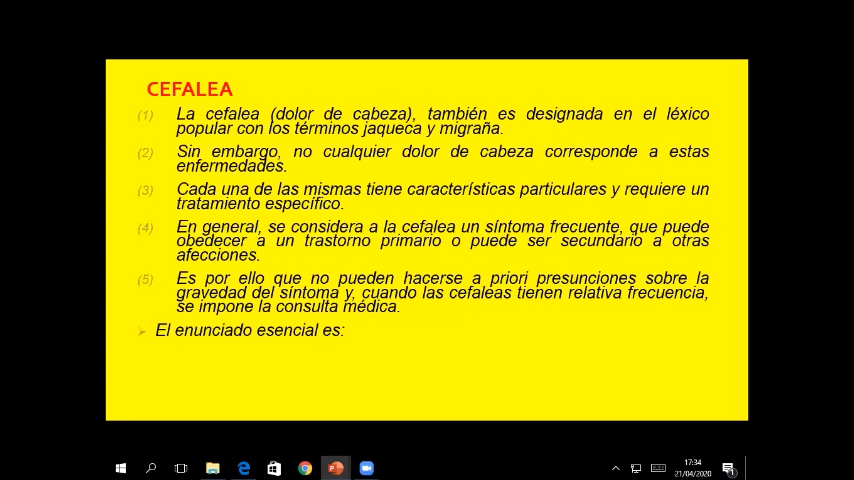 CEFALEA
(1) La cefalea (dolor de cabeza), también es designada en el léxico
popular con los términos jaqueca y migraña.
(2) Sin embargo, no cualquier dolor de cabeza corresponde a estas
enfermedades.
(3) Cada una de las mismas tiene características particulares y requiere un
tratamiento específico.
(4) En general, se considera a la cefalea un síntoma frecuente, que puede
obedecer a un trastorno primario o puede ser secundario a otras
afecciones.
(5) Es por ello que no pueden hacerse a priori presunciones sobre la
gravedad del síntoma y, cuando las cefaleas tienen relativa frecuencia,
se impone la consulta médica.
➢ El enunciado esencial es:
17:34
21/04/2020